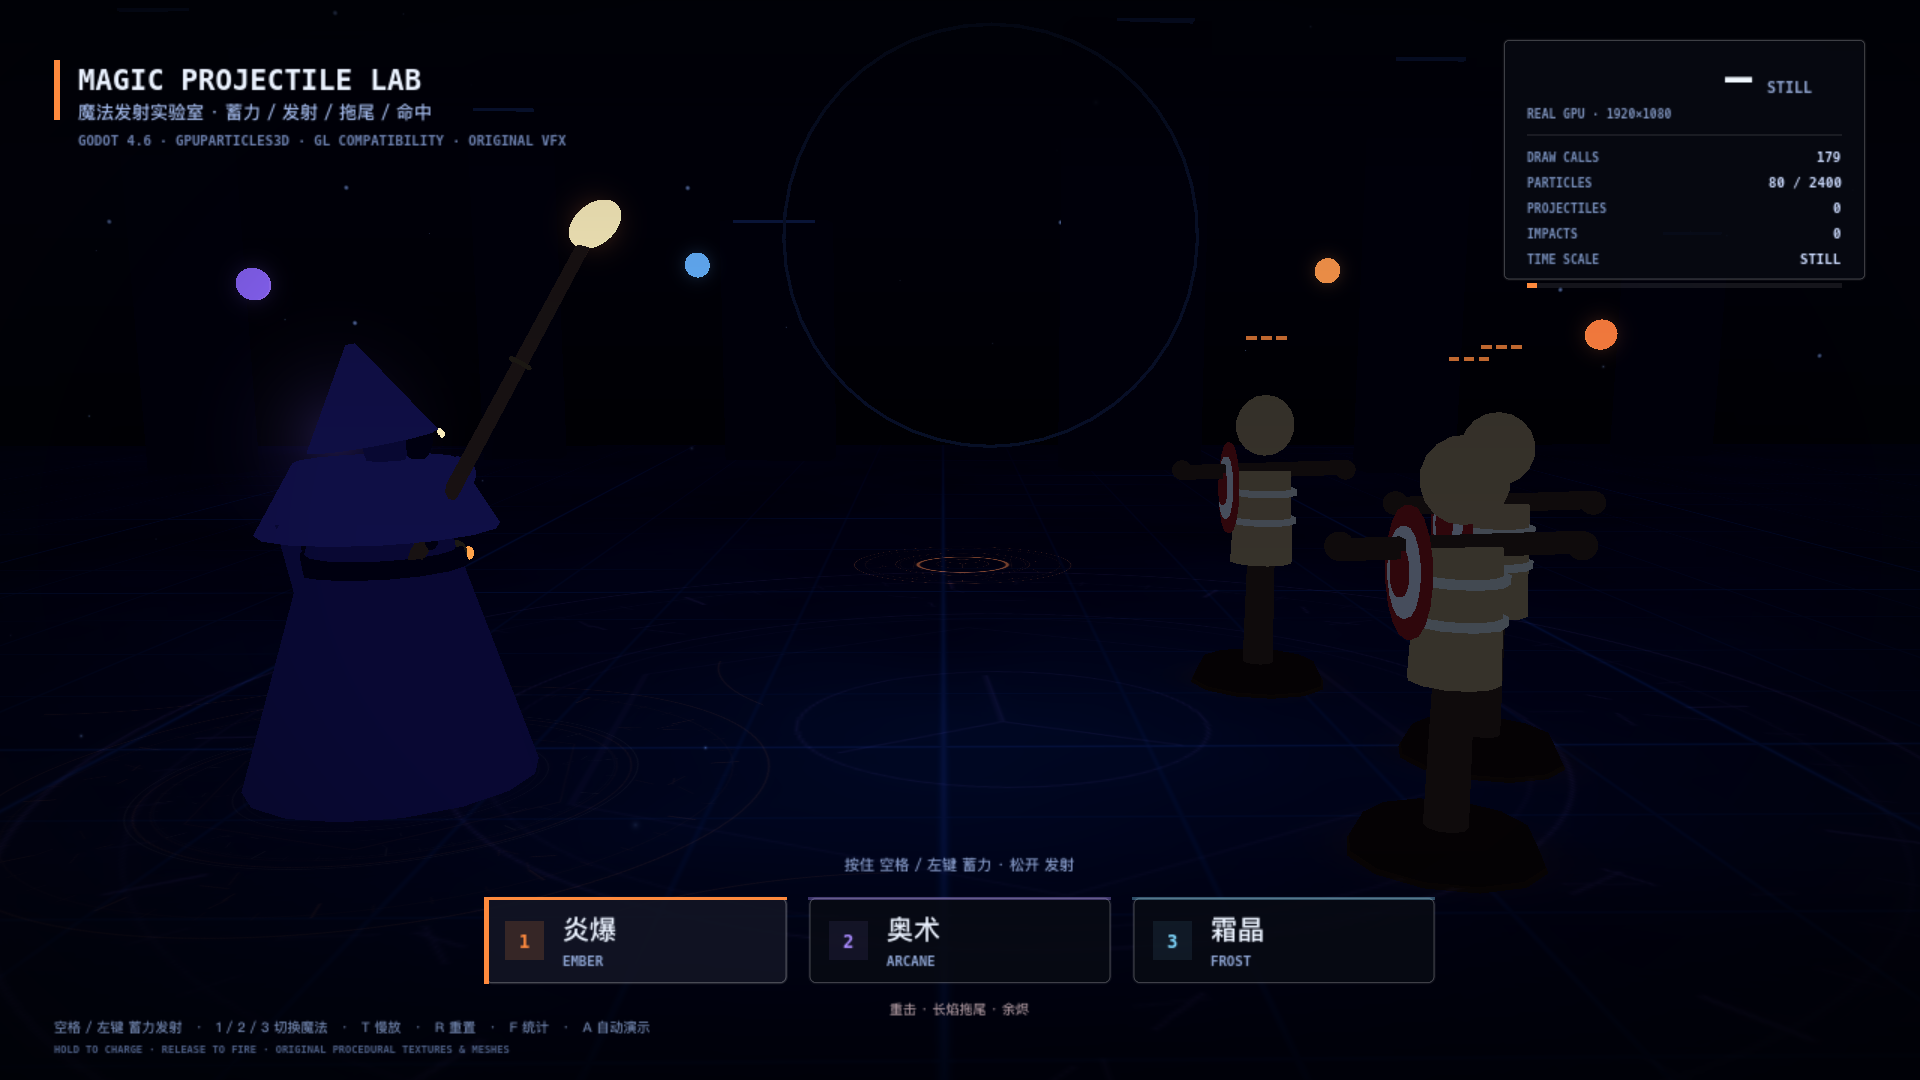 MAGIC PROJECTILE LAB
魔法发射实验室 · 蓄力 / 发射 / 拖尾 / 命中
GODOT 4.6 · GPUPARTICLES3D · GL COMPATIBILITY · ORIGINAL VFX
— STILL
REAL GPU · 1920×1080
DRAW CALLS 179
PARTICLES 80 / 2400
PROJECTILES 0
IMPACTS 0
TIME SCALE STILL
按住 空格 / 左键 蓄力 · 松开 发射
1 炎爆
EMBER
2 奥术
ARCANE
3 霜晶
FROST
重击 · 长焰拖尾 · 余烬
空格 / 左键 蓄力发射 · 1 / 2 / 3 切换魔法 · T 慢放 · R 重置 · F 统计 · A 自动演示
HOLD TO CHARGE · RELEASE TO FIRE · ORIGINAL PROCEDURAL TEXTURES & MESHES